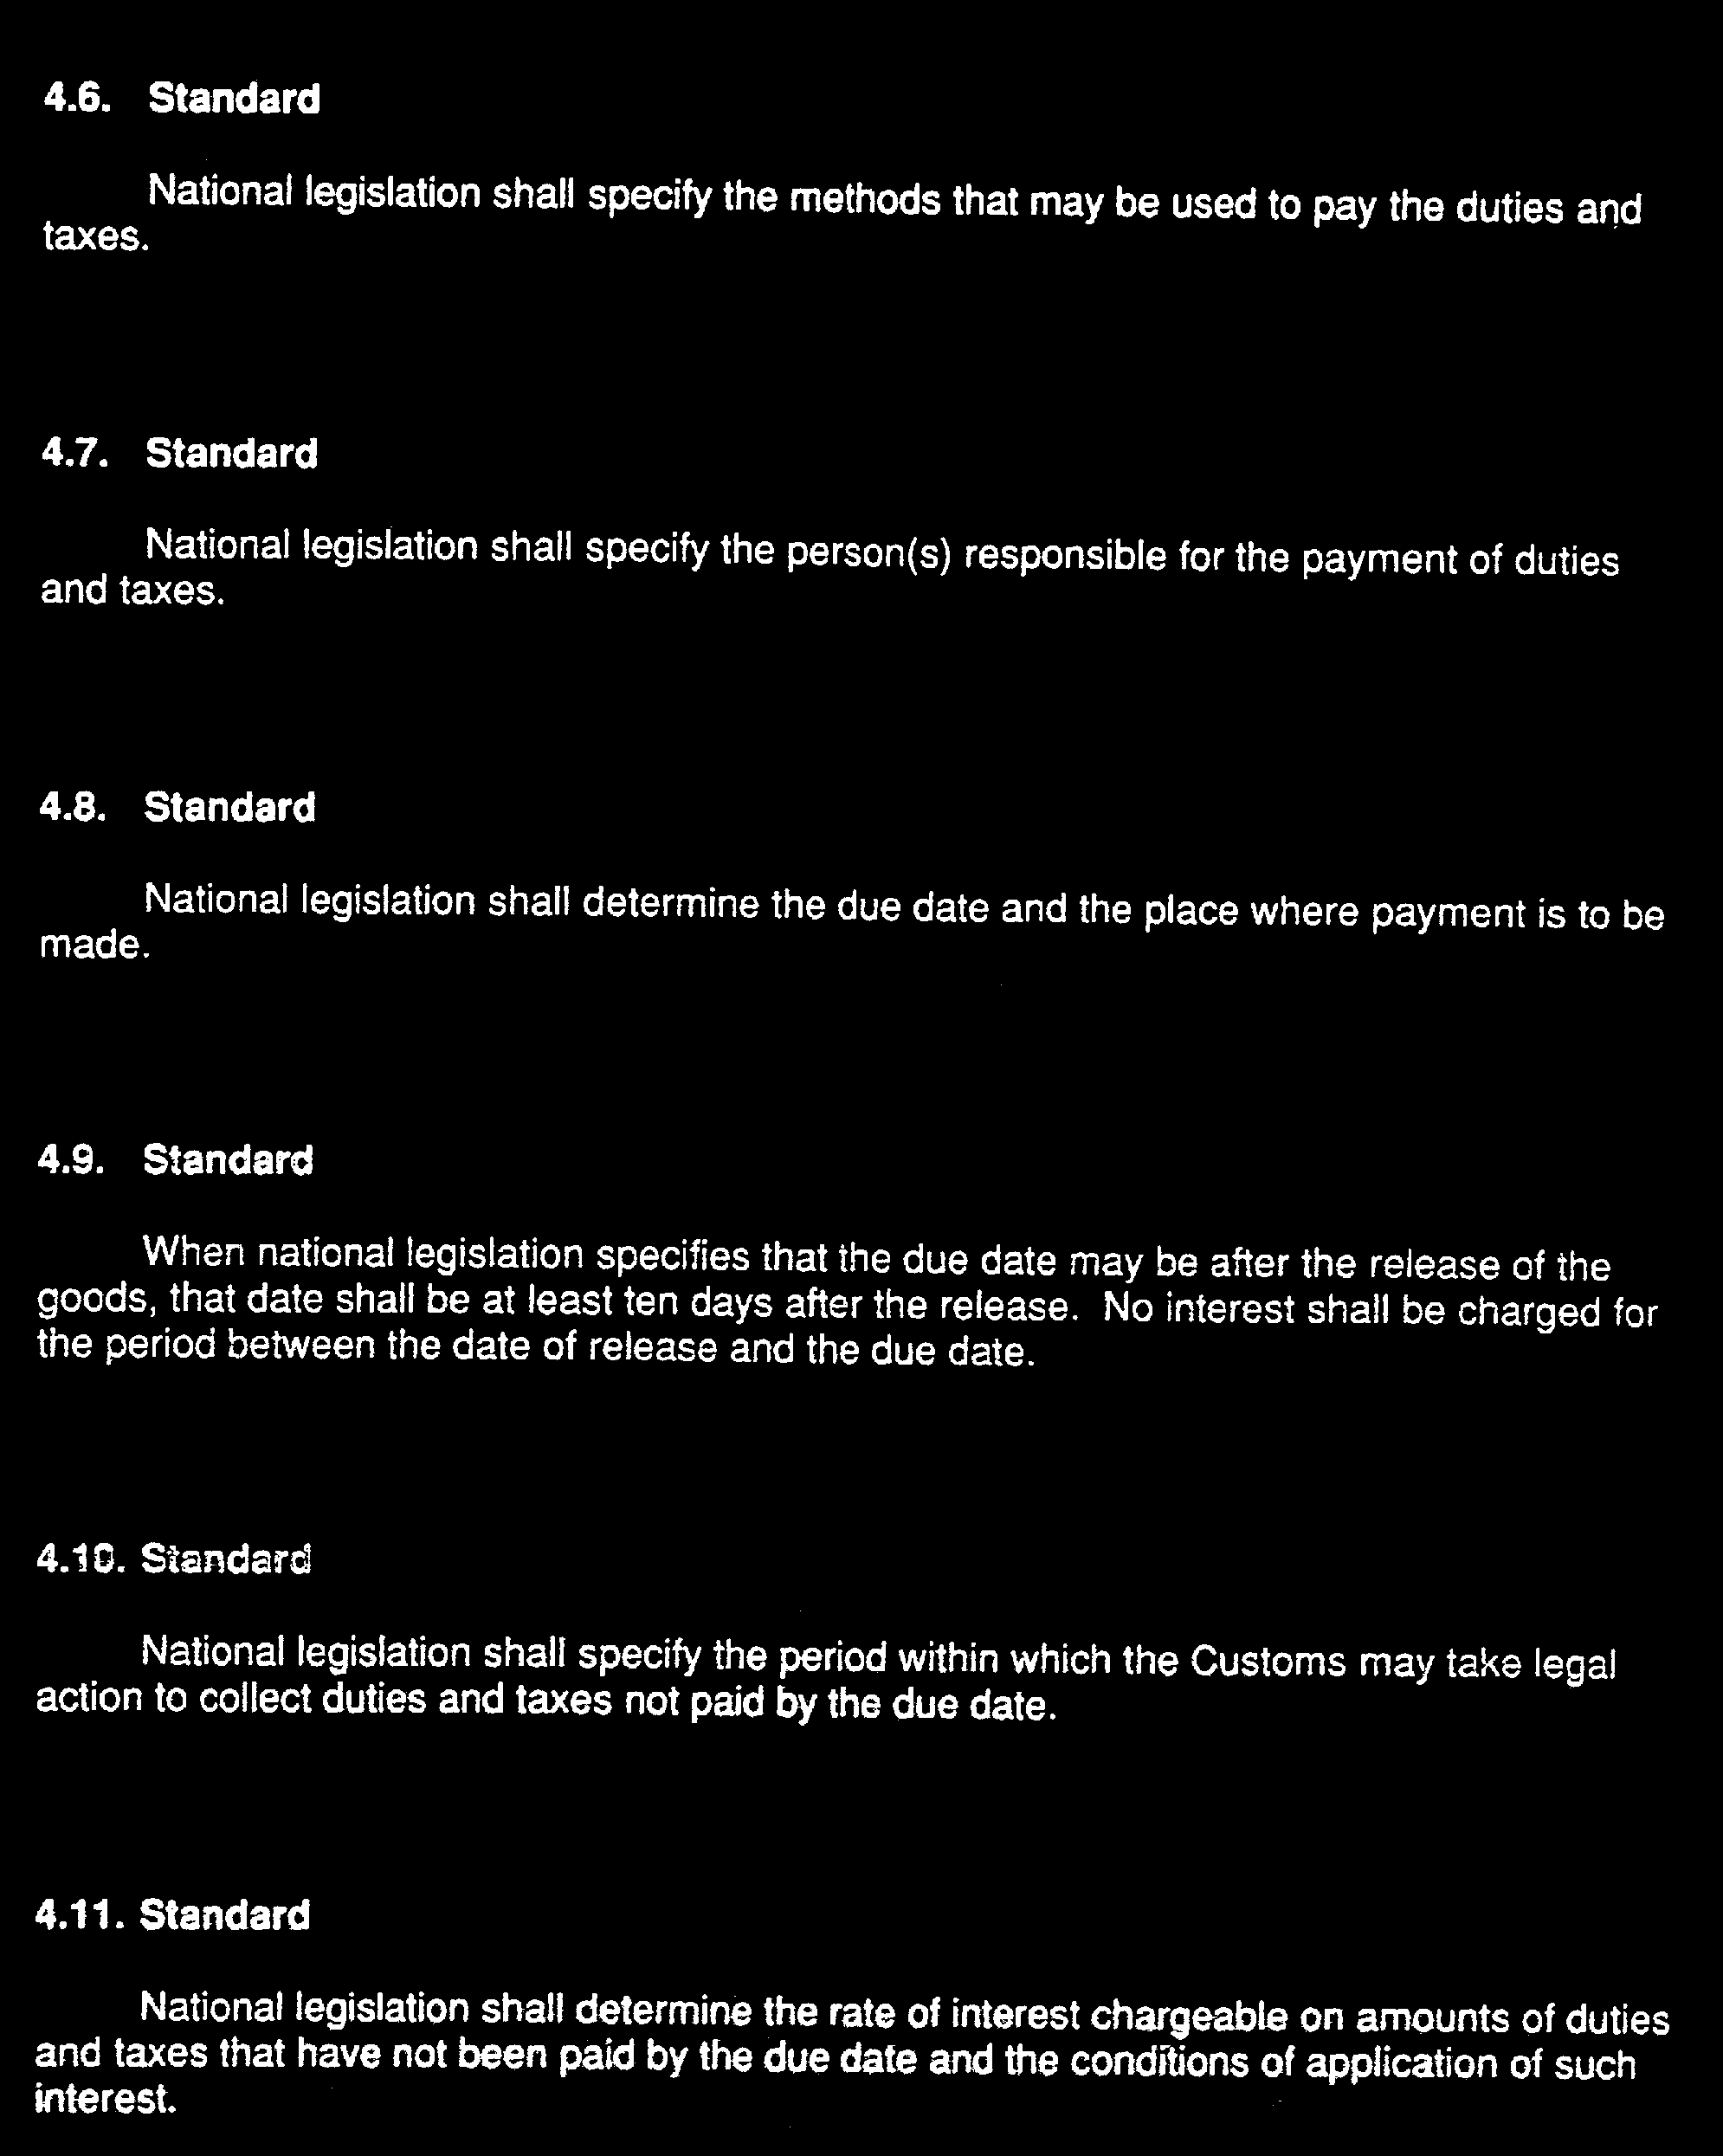 4.6. Standard
National legislation shall specify the methods that may be used to pay the duties and
taxes.
4.7. Standard
National legislation shall specify the person(s) responsible for the payment of duties
and taxes.
4.8. Standard
National legislation shall determine the due date and the place where payment is to be
made.
4.9. Standard
When national legislation specifies that the due date may be after the release of the
goods, that date shall be at least ten days after the release. No interest shall be charged for
the period between the date of release and the due date.
4.10. Standard
National legislation shall specify the period within which the Customs may take legal
action to collect duties and taxes not paid by the due date.
4.11. Standard
National legislation shall determine the rate of interest chargeable on amounts of duties
and taxes that have not been paid by the due date and the conditions of application of such
interest.